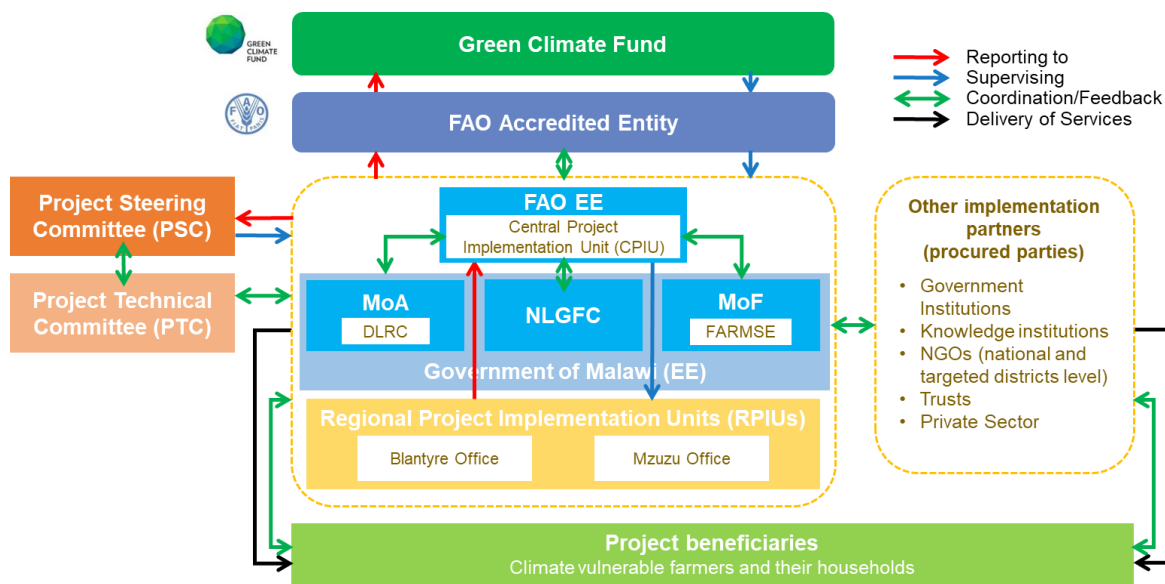 GREEN
CLIMATE
FUND
Green Climate Fund
Reporting to
Supervising
Coordination/Feedback
Delivery of Services
FAO Accredited Entity
Project Steering
Committee (PSC)
Project Technical
Committee (PTC)
FAO EE
Central Project
Implementation Unit (CPIU)
MoA
DLRC
NLGFC
MoF
FARMSE
Government of Malawi (EE)
Regional Project Implementation Units (RPIUs)
Blantyre Office
Mzuzu Office
Other implementation
partners
(procured parties)
• Government
Institutions
• Knowledge institutions
• NGOs (national and
targeted districts level)
• Trusts
• Private Sector
Project beneficiaries
Climate vulnerable farmers and their households